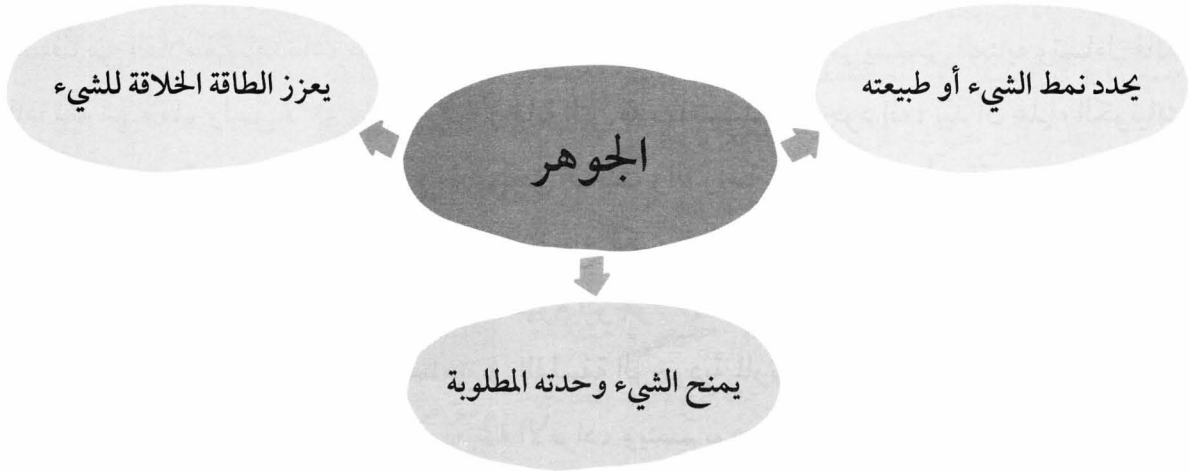 يحدد نمط الشيء أو طبيعته
يعزز الطاقة الخلاقة للشيء
الجوهر
يمنح الشيء وحدته المطلوبة